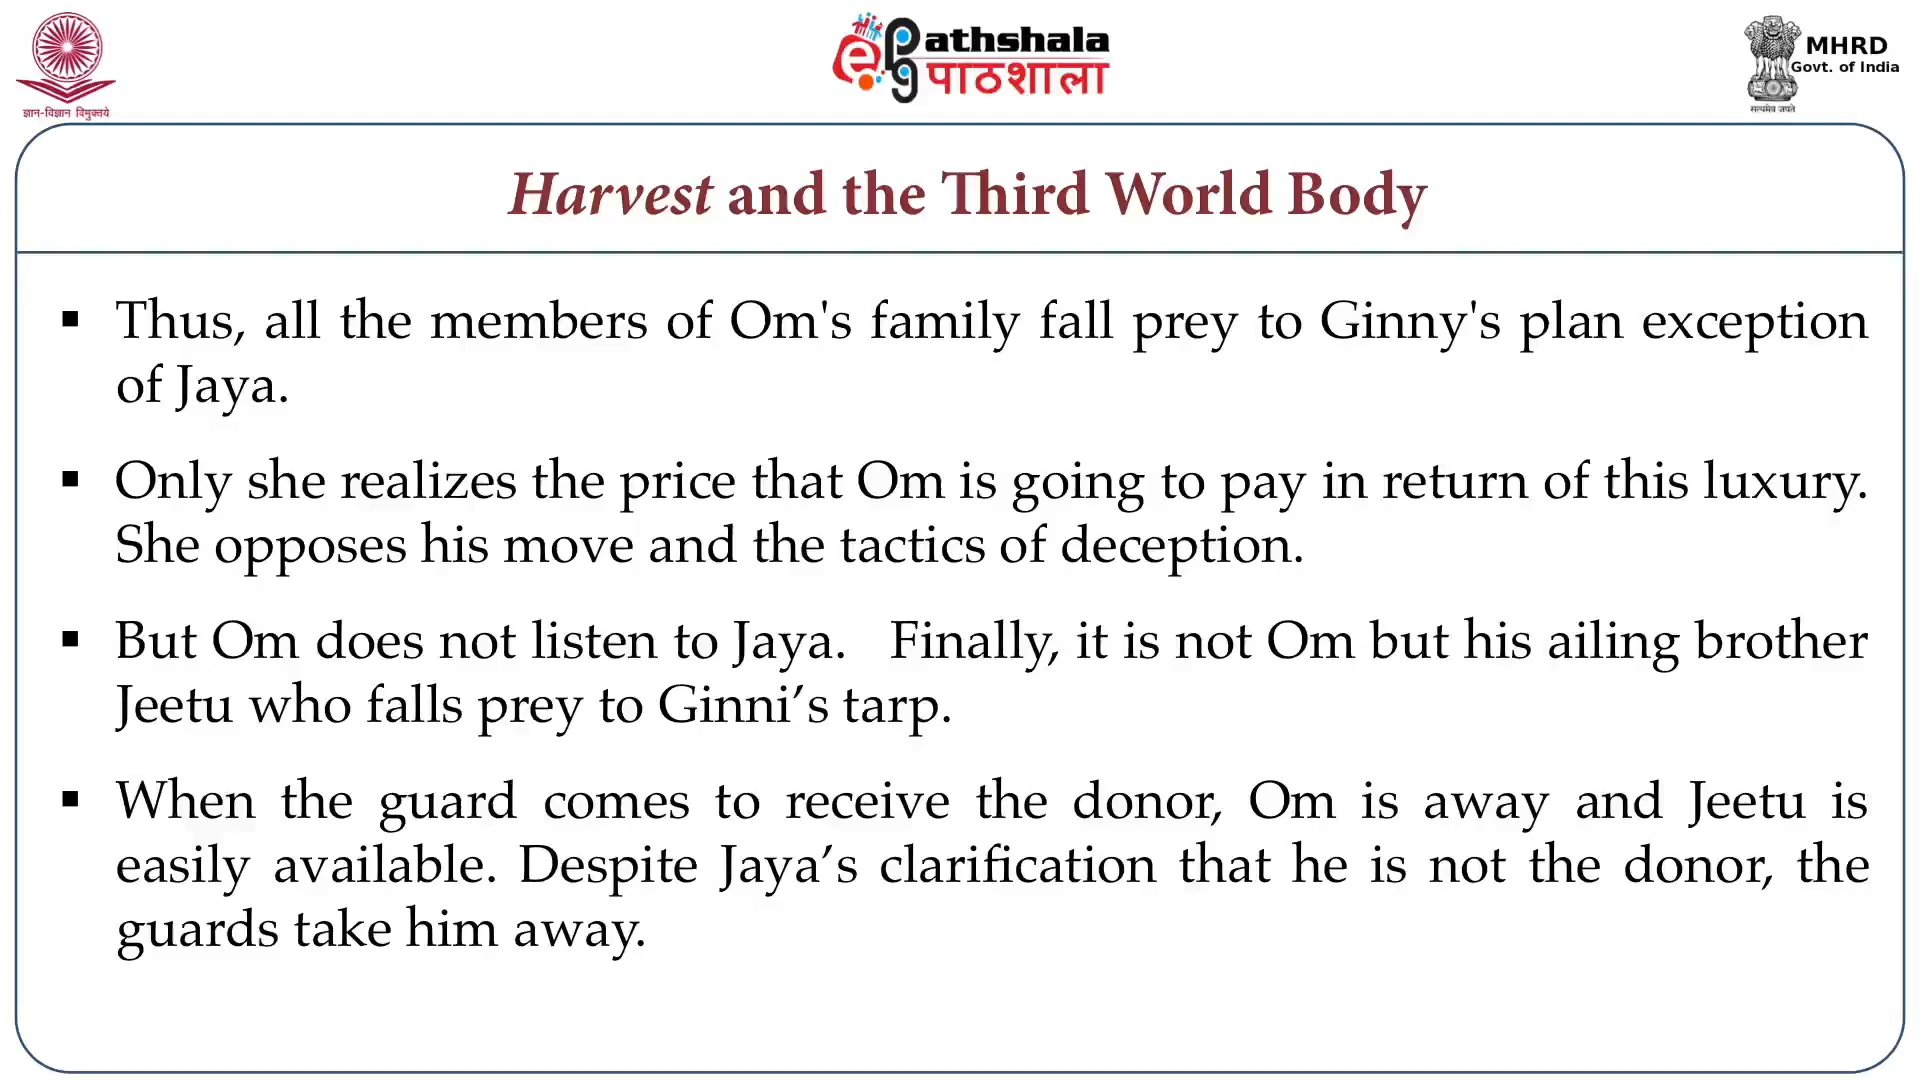 ज्ञान-विज्ञान विमुक्तये
ePg Pathshala
पाठशाला
MHRD
Govt. of India
सत्यमेव जयते
Harvest and the Third World Body
▪ Thus, all the members of Om's family fall prey to Ginny's plan exception
of Jaya.
▪ Only she realizes the price that Om is going to pay in return of this luxury.
She opposes his move and the tactics of deception.
▪ But Om does not listen to Jaya. Finally, it is not Om but his ailing brother
Jeetu who falls prey to Ginni’s tarp.
▪ When the guard comes to receive the donor, Om is away and Jeetu is
easily available. Despite Jaya’s clarification that he is not the donor, the
guards take him away.